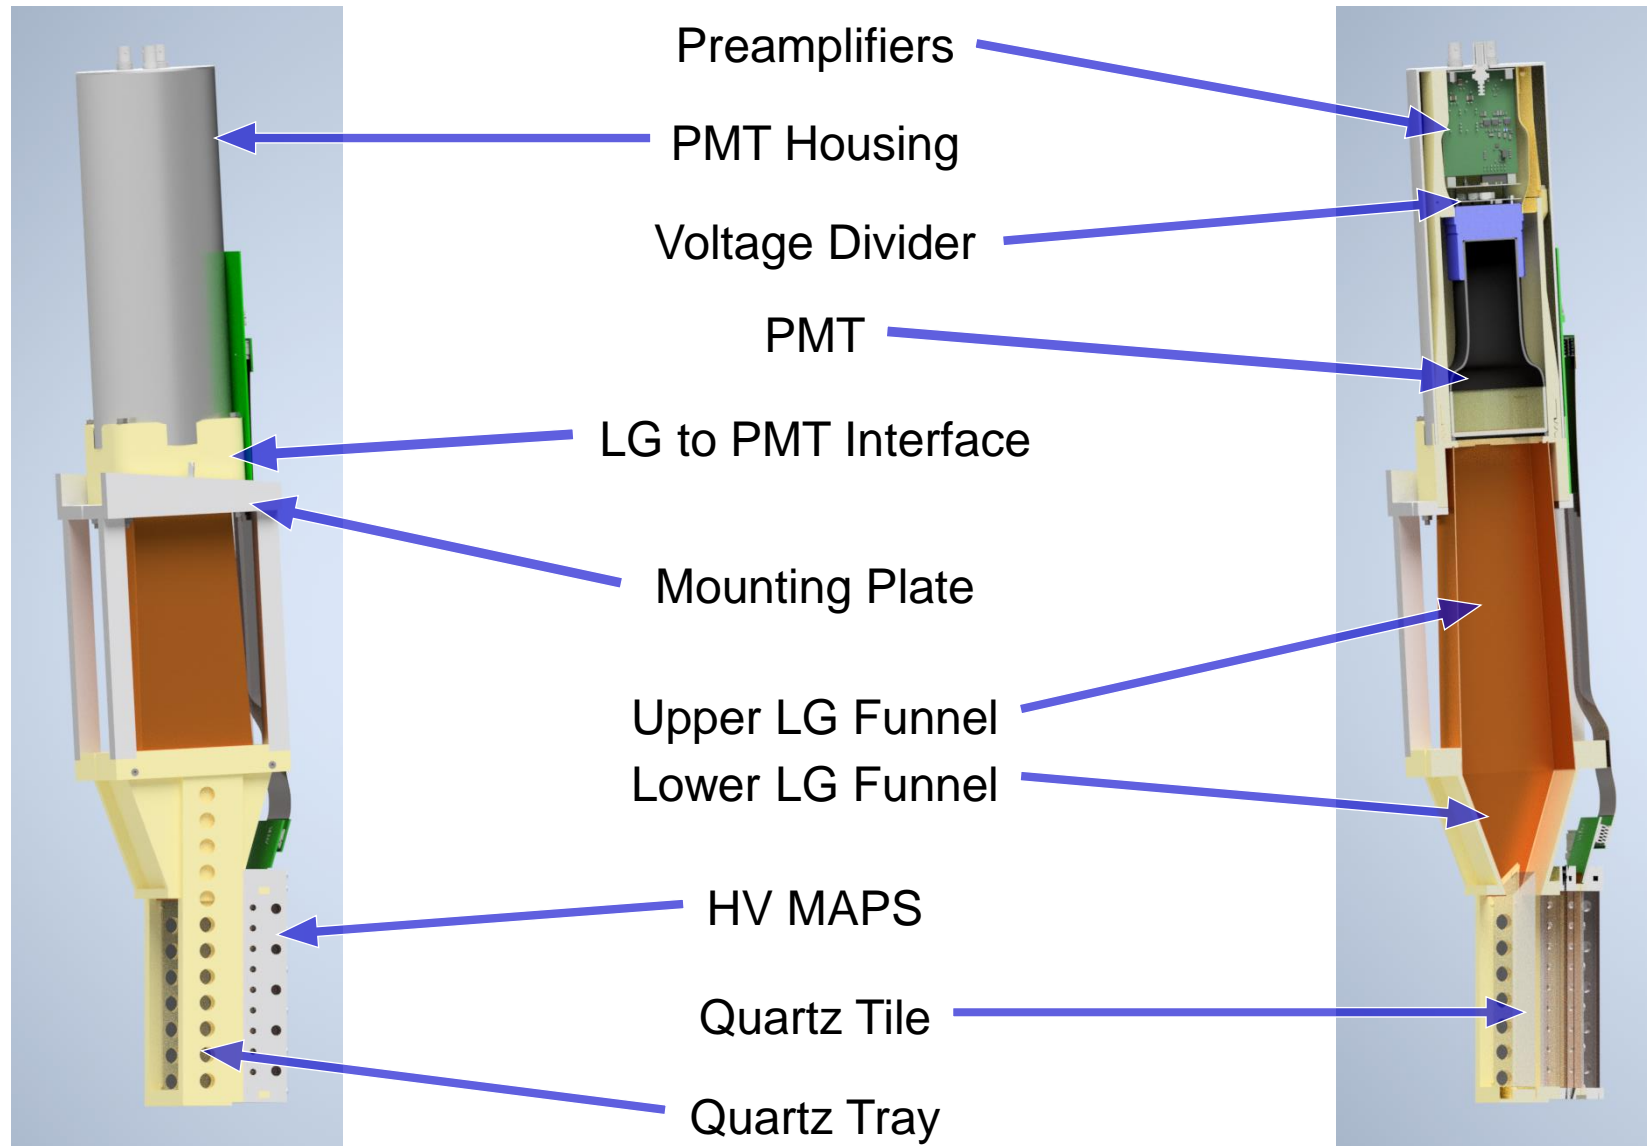 Preamplifiers
PMT Housing
Voltage Divider
PMT
LG to PMT Interface
Mounting Plate
Upper LG Funnel
Lower LG Funnel
HV MAPS
Quartz Tile
Quartz Tray